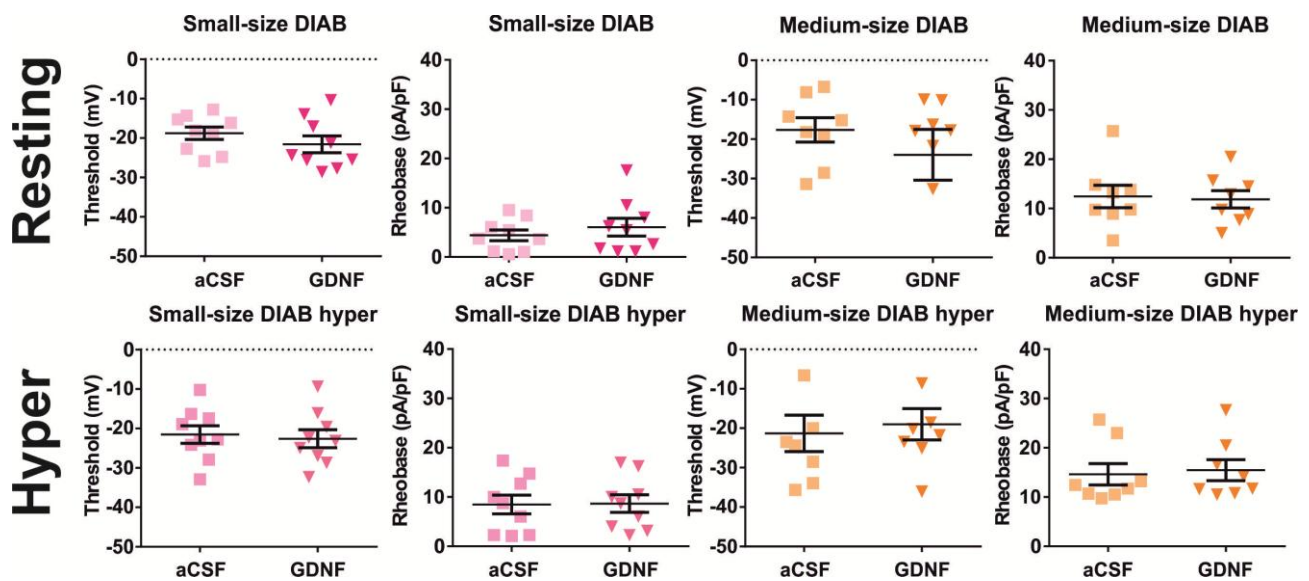 Resting
Small-size DIAB
Threshold (mV)
0
-10
-20
-30
-40
-50
aCSF GDNF
Small-size DIAB
Rheobase (pA/pF)
40
30
20
10
0
aCSF GDNF
Medium-size DIAB
Threshold (mV)
0
-10
-20
-30
-40
-50
aCSF GDNF
Medium-size DIAB
Rheobase (pA/pF)
40
30
20
10
0
aCSF GDNF
Hyper
Small-size DIAB hyper
Threshold (mV)
0
-10
-20
-30
-40
-50
aCSF GDNF
Small-size DIAB hyper
Rheobase (pA/pF)
40
30
20
10
0
aCSF GDNF
Medium-size DIAB hyper
Threshold (mV)
0
-10
-20
-30
-40
-50
aCSF GDNF
Medium-size DIAB hyper
Rheobase (pA/pF)
40
30
20
10
0
aCSF GDNF